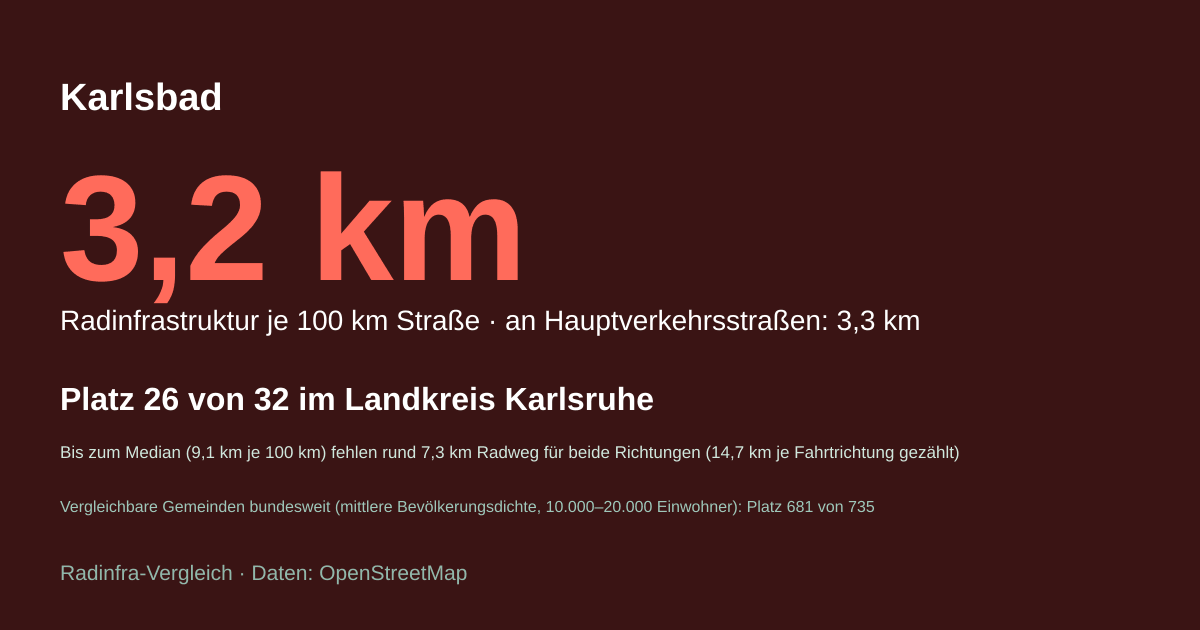 Karlsbad
3,2 km
Radinfrastruktur je 100 km Straße · an Hauptverkehrsstraßen: 3,3 km
Platz 26 von 32 im Landkreis Karlsruhe
Bis zum Median (9,1 km je 100 km) fehlen rund 7,3 km Radweg für beide Richtungen (14,7 km je Fahrtrichtung gezählt)
Vergleichbare Gemeinden bundesweit (mittlere Bevölkerungsdichte, 10.000–20.000 Einwohner): Platz 681 von 735
Radinfra-Vergleich · Daten: OpenStreetMap